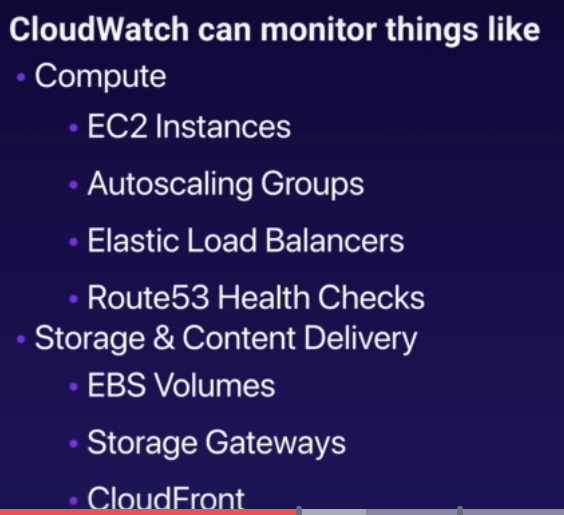 CloudWatch can monitor things like
• Compute
• EC2 Instances
• Autoscaling Groups
• Elastic Load Balancers
• Route53 Health Checks
• Storage & Content Delivery
• EBS Volumes
• Storage Gateways
• CloudFront